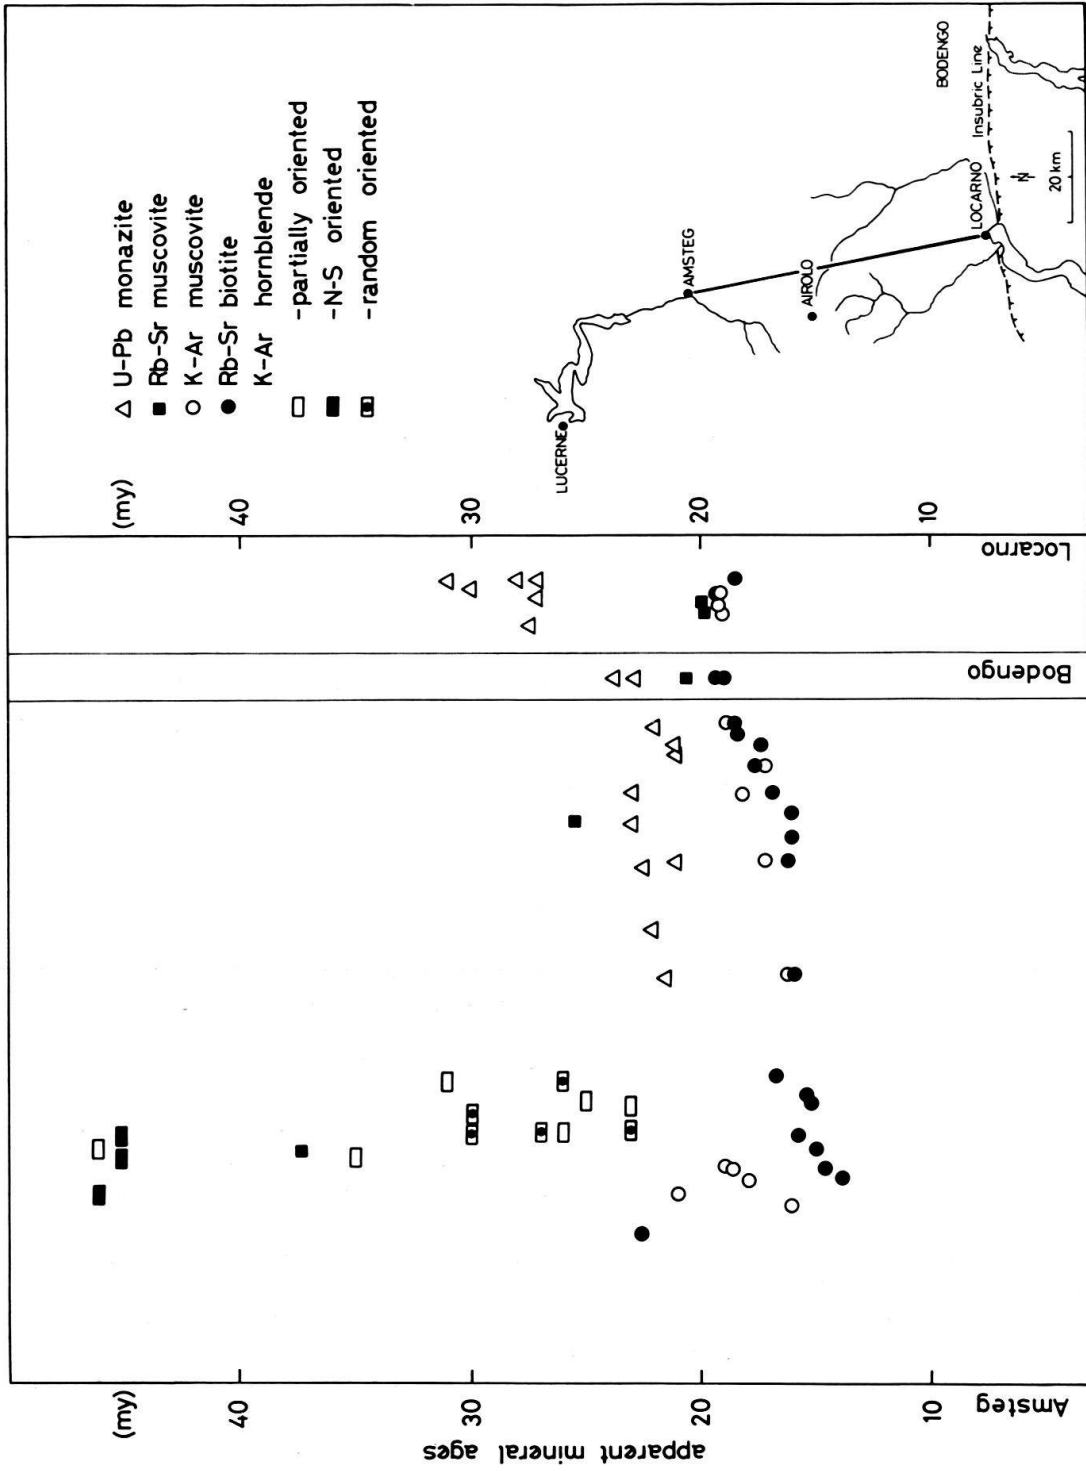 apparent mineral ages
(my)
40
30
20
10
Amsteg
Bodengo
Locarno
(my)
40
30
20
10
△ U-Pb monazite
■ Rb-Sr muscovite
○ K-Ar muscovite
● Rb-Sr biotite
K-Ar hornblende
-partially oriented
-N-S oriented
-random oriented
LUCERNE
AMSTEG
AIROLO
LOCARNO
BODENGO
Insubric Line
N
20 km